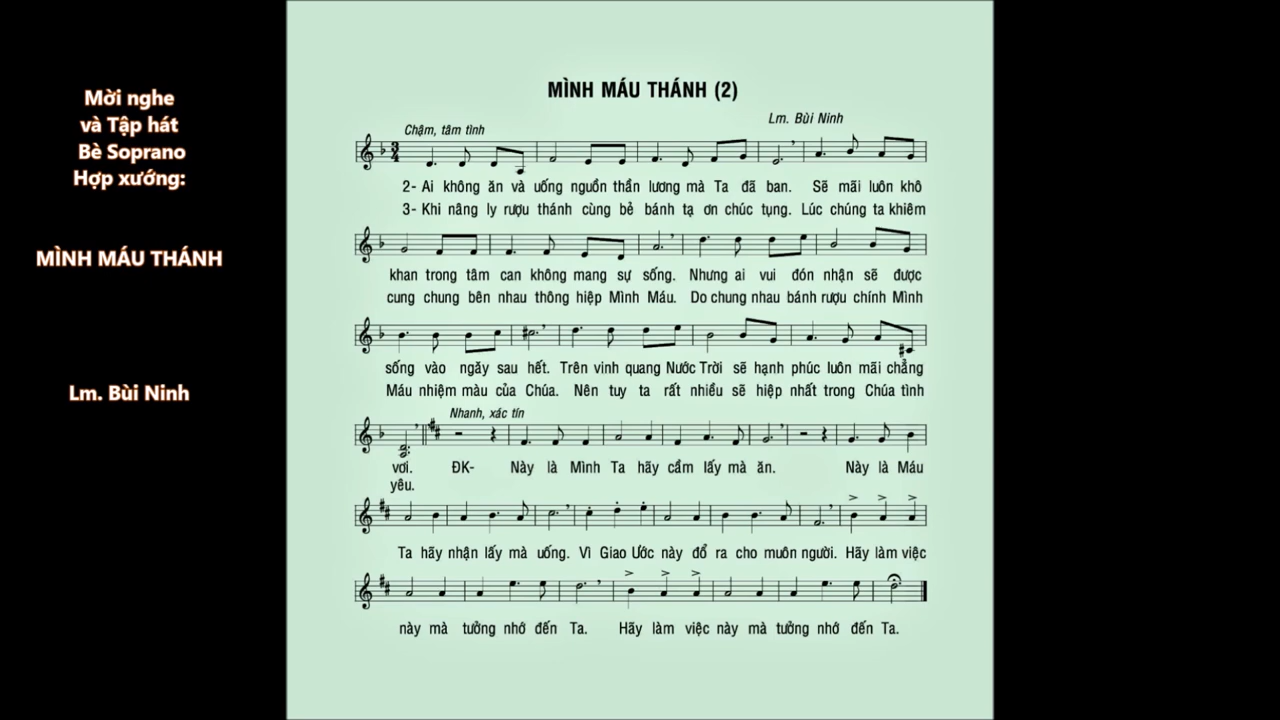 Mời nghe
và Tập hát
Bè Soprano
Hợp xướng:
MÌNH MÁU THÁNH
Lm. Bùi Ninh
MÌNH MÁU THÁNH (2)
Lm. Bùi Ninh
Chậm, tâm tình
2- Ai không ăn và uống nguồn thần lương mà Ta đã ban. Sẽ mãi luôn khô
3- Khi nâng ly rượu thánh cùng bẻ bánh tạ ơn chúc tụng. Lúc chúng ta khiêm
khan trong tâm can không mang sự sống. Nhưng ai vui đón nhận sẽ được
cung chung bên nhau thông hiệp Mình Máu. Do chung nhau bánh rượu chính Mình
sống vào ngãy sau hết. Trên vinh quang Nước Trời sẽ hạnh phúc luôn mãi chẳng
Máu nhiệm màu của Chúa. Nên tuy ta rất nhiều sẽ hiệp nhất trong Chúa tình
Nhanh, xác tín
vơi. ĐK- Này là Mình Ta hãy cầm lấy mà ăn. Này là Máu
yêu.
Ta hãy nhận lấy mà uống. Vì Giao Ước này đổ ra cho muôn người. Hãy làm việc
này mà tưởng nhớ đến Ta. Hãy làm việc này mà tưởng nhớ đến Ta.